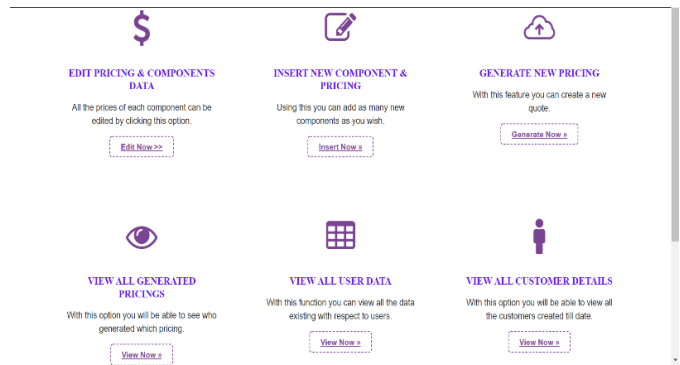 EDIT PRICING & COMPONENTS
DATA
All the prices of each component can be
edited by clicking this option.
Edit Now >>
INSERT NEW COMPONENT &
PRICING
Using this you can add as many new
components as you wish.
Insert Now »
GENERATE NEW PRICING
With this feature you can create a new
quote.
Generate Now »
VIEW ALL GENERATED
PRICINGS
With this option you will be able to see who
generated which pricing.
View Now »
VIEW ALL USER DATA
With this function you can view all the data
existing with respect to users.
View Now »
VIEW ALL CUSTOMER DETAILS
With this option you will be able to view all
the customers created till date.
View Now »